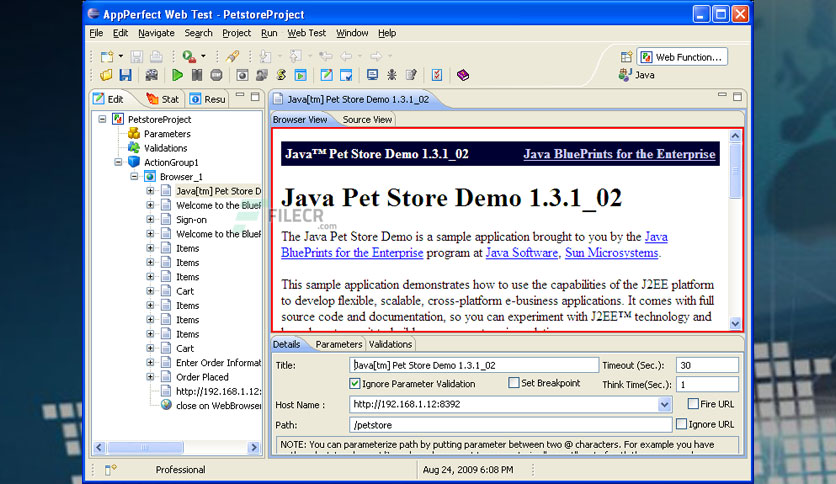 AppPerfect Web Test - PetstoreProject
File Edit Navigate Search Project Run Web Test Window Help
Web Function...
Java
Edit Stat Resu
Java[tm] Pet Store Demo 1.3.1_02
PetstoreProject
Parameters
Validations
ActionGroup1
Browser_1
Java[tm] Pet Store D
Welcome to the BlueP
Sign-on
Welcome to the BlueP
Items
Items
Items
Cart
Items
Items
Items
Cart
Enter Order Informat
Order Placed
http://192.168.1.12:
close on WebBrowser
Browser View Source View
Java™ Pet Store Demo 1.3.1_02 Java BluePrints for the Enterprise
Java Pet Store Demo 1.3.1_02
FILECR
.com
The Java Pet Store Demo is a sample application brought to you by the Java
BluePrints for the Enterprise program at Java Software, Sun Microsystems.
This sample application demonstrates how to use the capabilities of the J2EE platform
to develop flexible, scalable, cross-platform e-business applications. It comes with full
source code and documentation, so you can experiment with J2EE™ technology and
Details Parameters Validations
Title: Java[tm] Pet Store Demo 1.3.1_02 Timeout (Sec.): 30
Ignore Parameter Validation Set Breakpoint Think Time(Sec.): 1
Host Name : http://192.168.1.12:8392 Fire URL
Path: /petstore Ignore URL
NOTE: You can parameterize path by putting parameter between two @ characters. For example you have
Professional Aug 24, 2009 6:08 PM